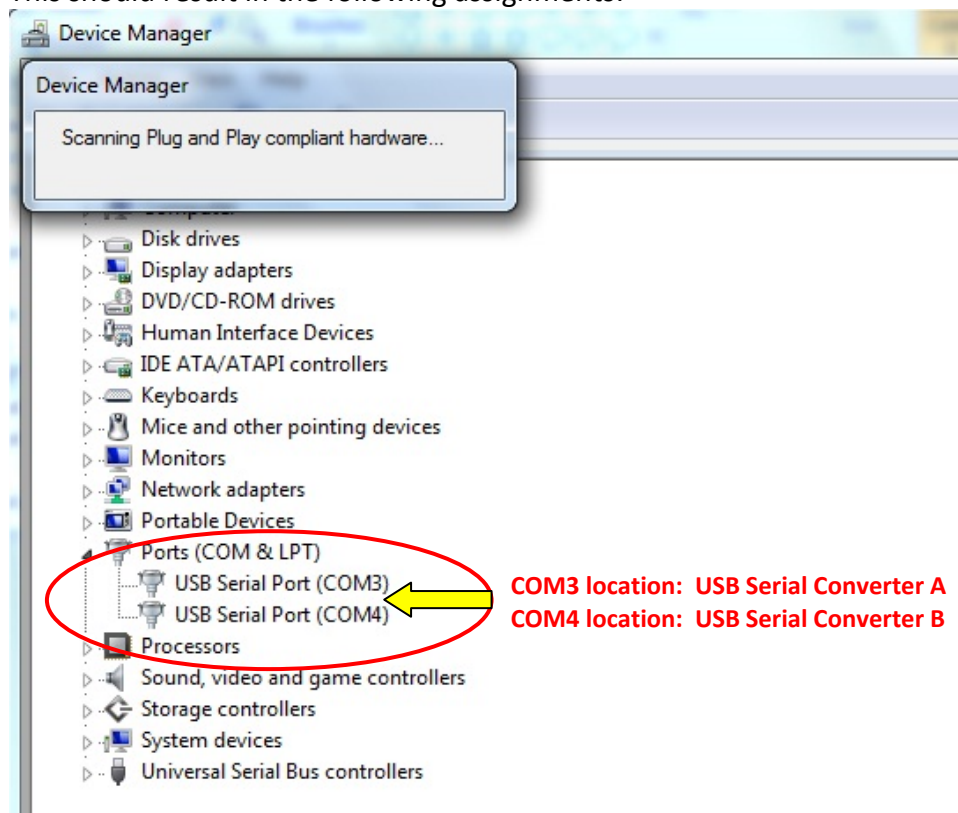 This should result in the following assignments:
Device Manager
Device Manager
Scanning Plug and Play compliant hardware...
Computer
Disk drives
Display adapters
DVD/CD-ROM drives
Human Interface Devices
IDE ATA/ATAPI controllers
Keyboards
Mice and other pointing devices
Monitors
Network adapters
Portable Devices
Ports (COM & LPT)
USB Serial Port (COM3) COM3 location: USB Serial Converter A
USB Serial Port (COM4) COM4 location: USB Serial Converter B
Processors
Sound, video and game controllers
Storage controllers
System devices
Universal Serial Bus controllers